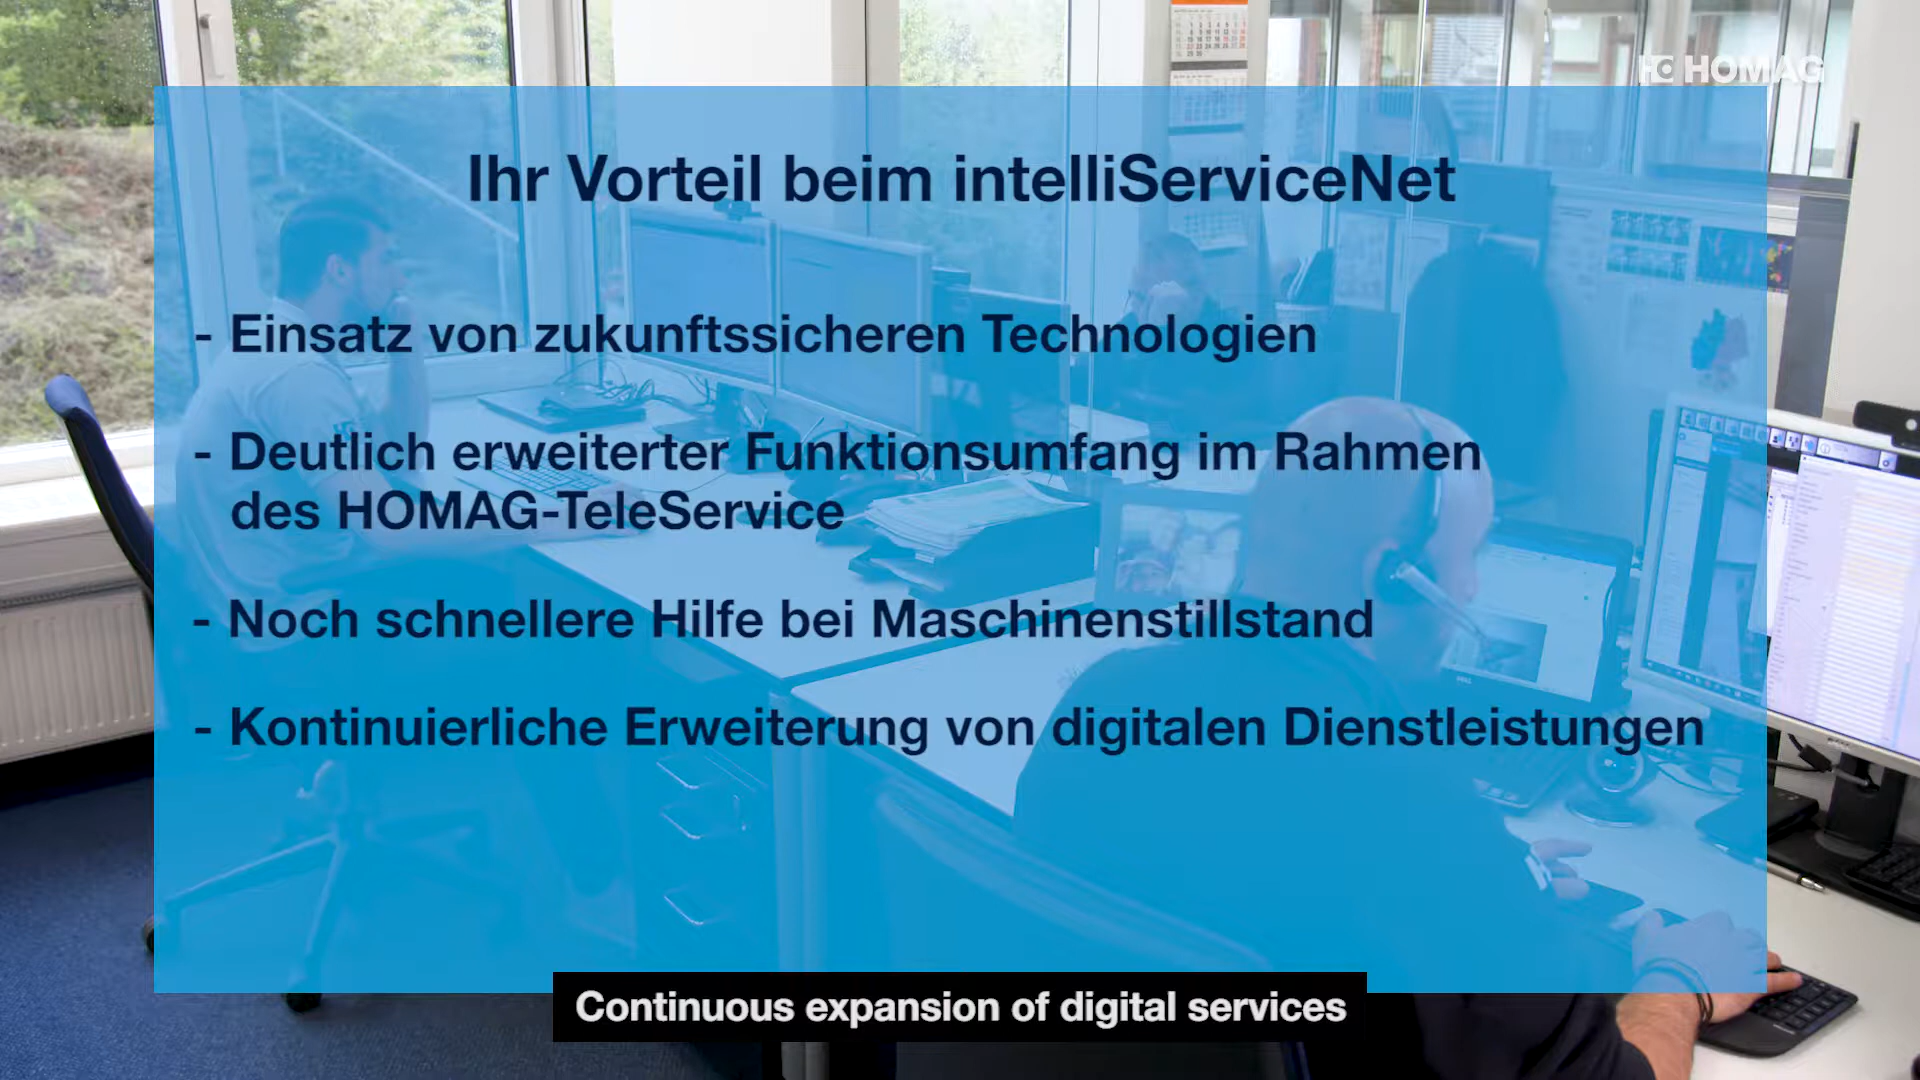 HOMAG
Ihr Vorteil beim intelliServiceNet
- Einsatz von zukunftssicheren Technologien
- Deutlich erweiterter Funktionsumfang im Rahmen
des HOMAG-TeleService
- Noch schnellere Hilfe bei Maschinenstillstand
- Kontinuierliche Erweiterung von digitalen Dienstleistungen
Continuous expansion of digital services